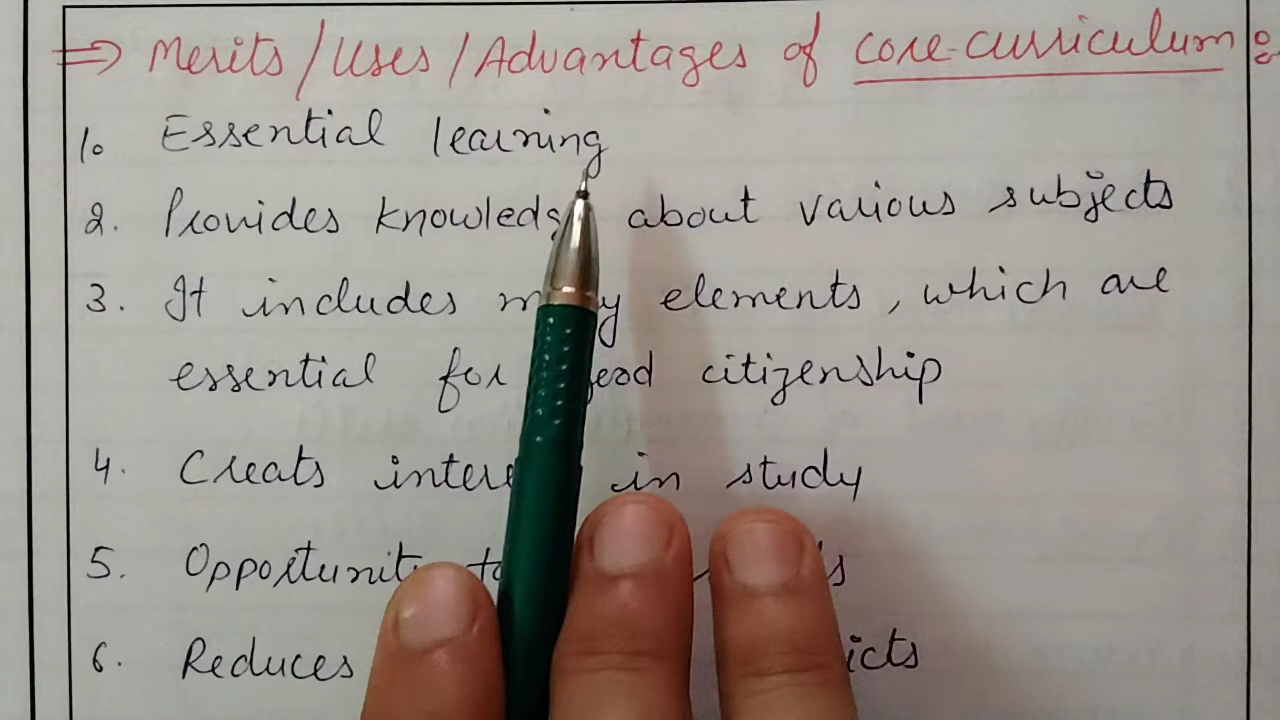 ⇒ Merits/Uses/Advantages of core-curriculum:
1. Essential learning
2. Provides about various subjects
3. It includes elements, which are
essential for citizenship
4. Creats in study
5.
6. Reduces